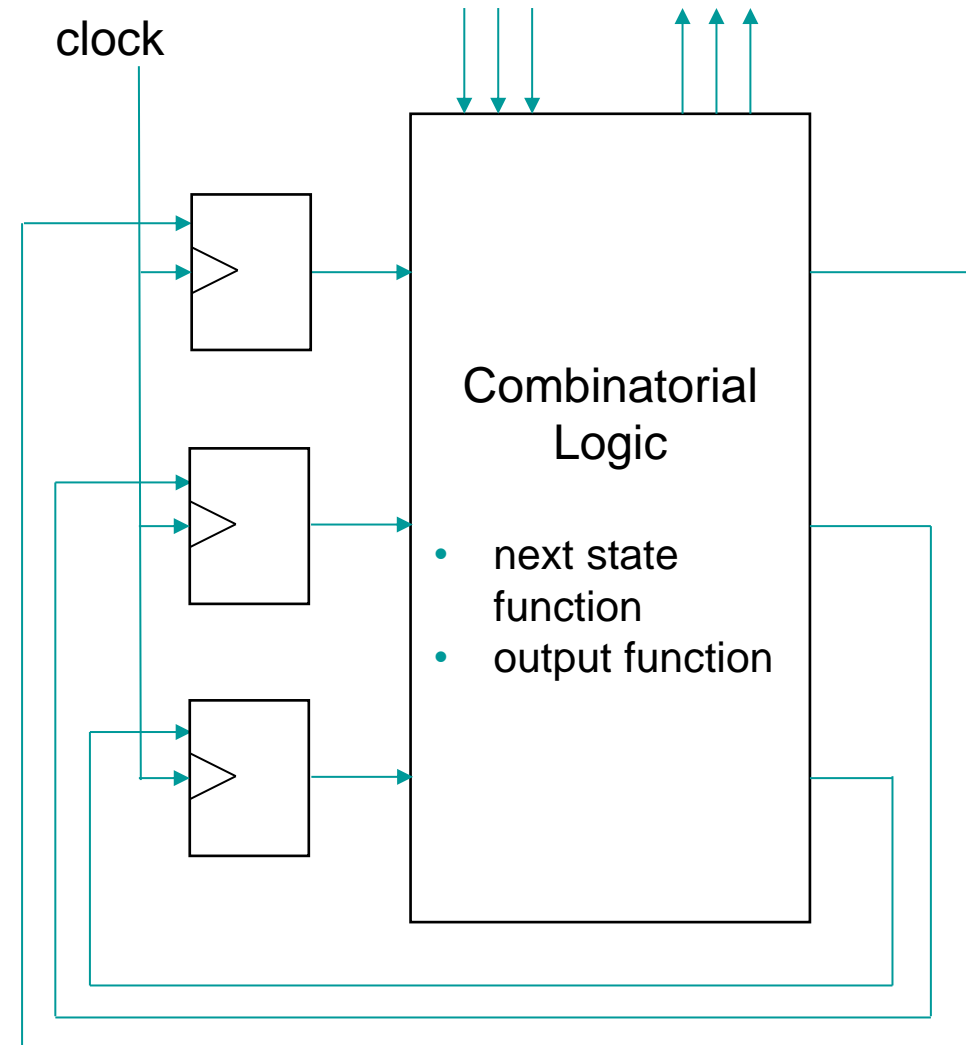 clock
Combinatorial
Logic
• next state
function
• output function